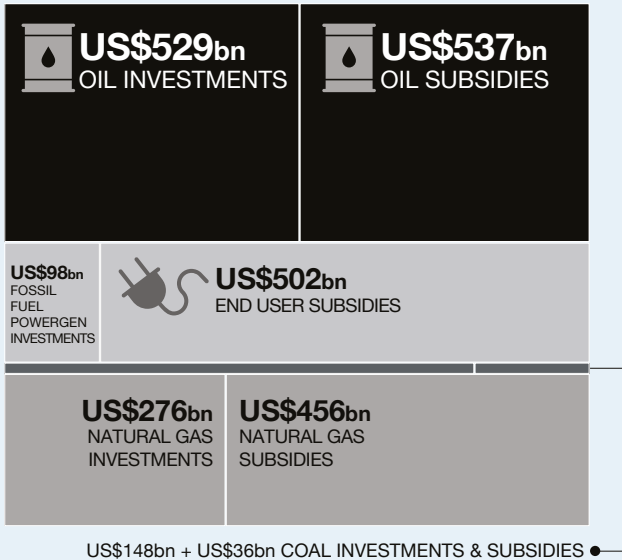 US$529bn
OIL INVESTMENTS
US$537bn
OIL SUBSIDIES
US$98bn
FOSSIL
FUEL
POWERGEN
INVESTMENTS
US$502bn
END USER SUBSIDIES
US$276bn
NATURAL GAS
INVESTMENTS
US$456bn
NATURAL GAS
SUBSIDIES
US$148bn + US$36bn COAL INVESTMENTS & SUBSIDIES